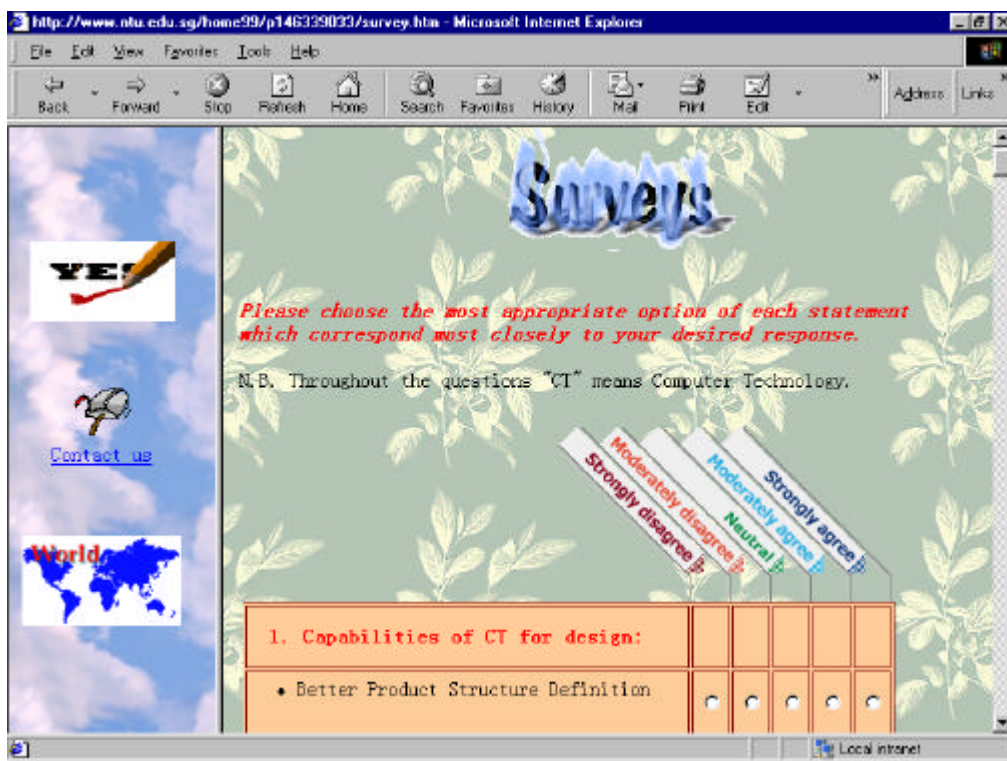 http://www.ntu.edu.sg/home99/p146339033/survey.htm - Microsoft Internet Explorer
File Edit View Favorites Tools Help
Back Forward Stop Refresh Home Search Favorites History Mail Print Edit Address Links
Surveys
YES
Please choose the most appropriate option of each statement
which correspond most closely to your desired response.
N.B. Throughout the questions "CT" means Computer Technology.
Contact us
Strongly disagree
Moderately disagree
Neutral
Moderately agree
Strongly agree
World
1. Capabilities of CT for design:
• Better Product Structure Definition
Local intranet